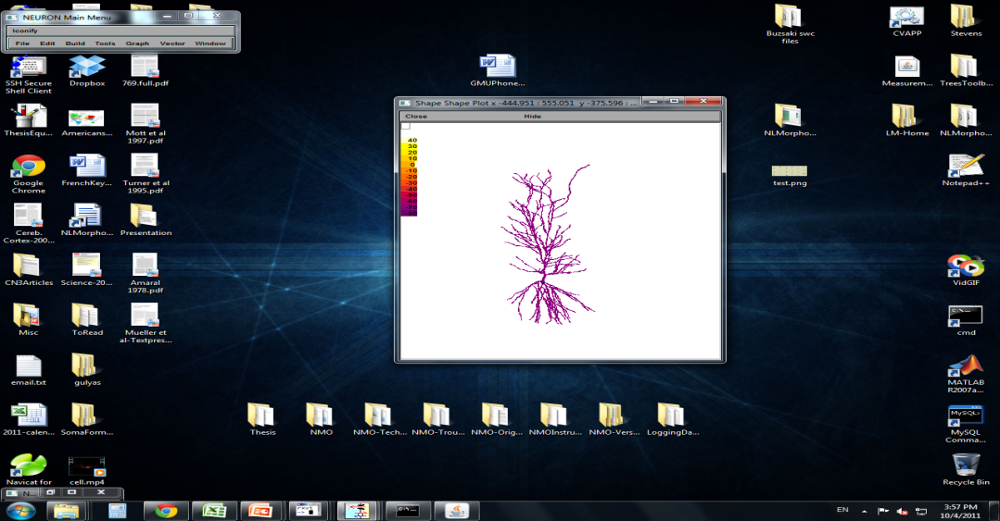 NEURON Main Menu
Iconify
File Edit Build Tools Graph Vector Window
SSH Secure
Shell Client
Dropbox
769.full.pdf
ThesisEqu...
Americans...
Mott et al
1997.pdf
Google
Chrome
FrenchKey...
Turner et al
1995.pdf
Cereb.
Cortex-200...
NLMorpho...
Presentation
CN3Articles
Science-20...
Amaral
1978.pdf
Misc
ToRead
Mueller et
al-Textpres...
email.txt
gulyas
2011-calen...
SomaForm...
Navicat for
cell.mp4
N...
GMUPhone...
Shape Shape Plot x -444.951 : 555.051 y -375.596 : ...
Close Hide
40
30
20
10
0
-10
-20
-30
-40
-50
-60
-70
-80
Thesis
NMO
NMO-Tech...
NMO-Trou...
NMO-Orig...
NMOInstru...
NMO-Vers...
LoggingDa...
Buzsaki swc
files
CVAPP
Stevens
Measurem...
TreesToolb...
NLMorpho...
LM-Home
NLMorpho...
test.png
Notepad++
VidGIF
cmd
MATLAB
R2007a...
MySQL>
MySQL
Comma...
Recycle Bin
EN
3:57 PM
10/4/2011